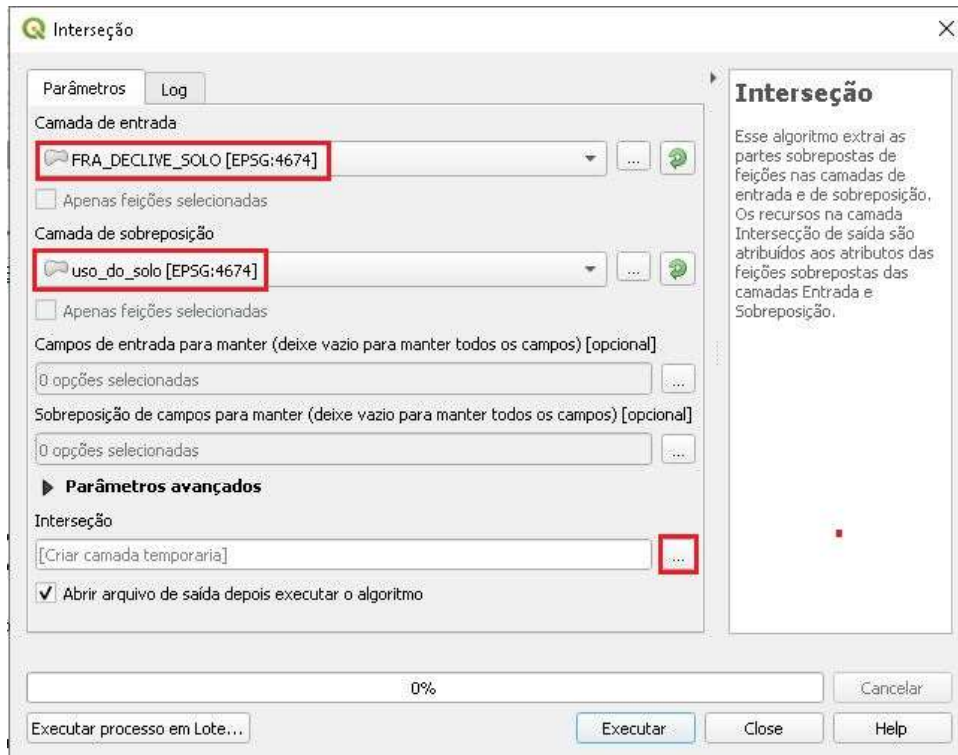 Interseção
Parâmetros
Log
Camada de entrada
FRA_DECLIVE_SOLO [EPSG:4674]
...
Apenas feições selecionadas
Camada de sobreposição
uso_do_solo [EPSG:4674]
...
Apenas feições selecionadas
Campos de entrada para manter (deixe vazio para manter todos os campos) [opcional]
0 opções selecionadas
...
Sobreposição de campos para manter (deixe vazio para manter todos os campos) [opcional]
0 opções selecionadas
...
Parâmetros avançados
Interseção
[Criar camada temporaria]
...
Abrir arquivo de saída depois executar o algoritmo
Interseção
Esse algoritmo extrai as
partes sobrepostas de
feições nas camadas de
entrada e de sobreposição.
Os recursos na camada
Intersecção de saída são
atribuídos aos atributos das
feições sobrepostas das
camadas Entrada e
Sobreposição.
0%
Cancelar
Executar processo em Lote...
Executar
Close
Help